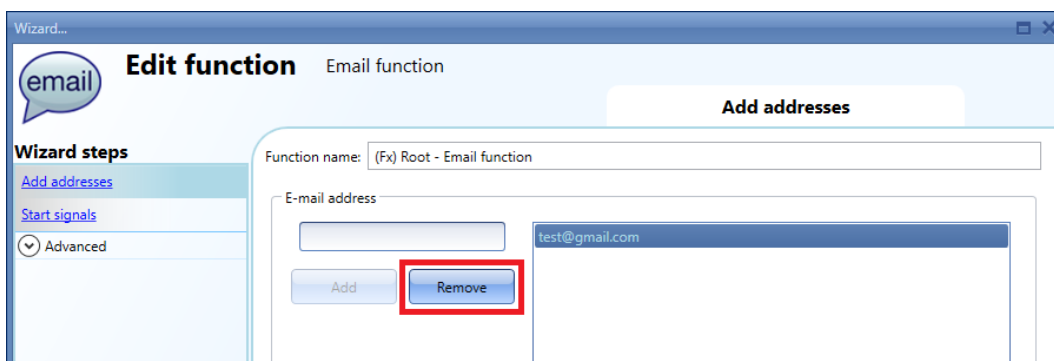 Wizard...
email
Edit function
Email function
Add addresses
Wizard steps
Add addresses
Start signals
Advanced
Function name:
(Fx) Root - Email function
E-mail address
test@gmail.com
Add
Remove